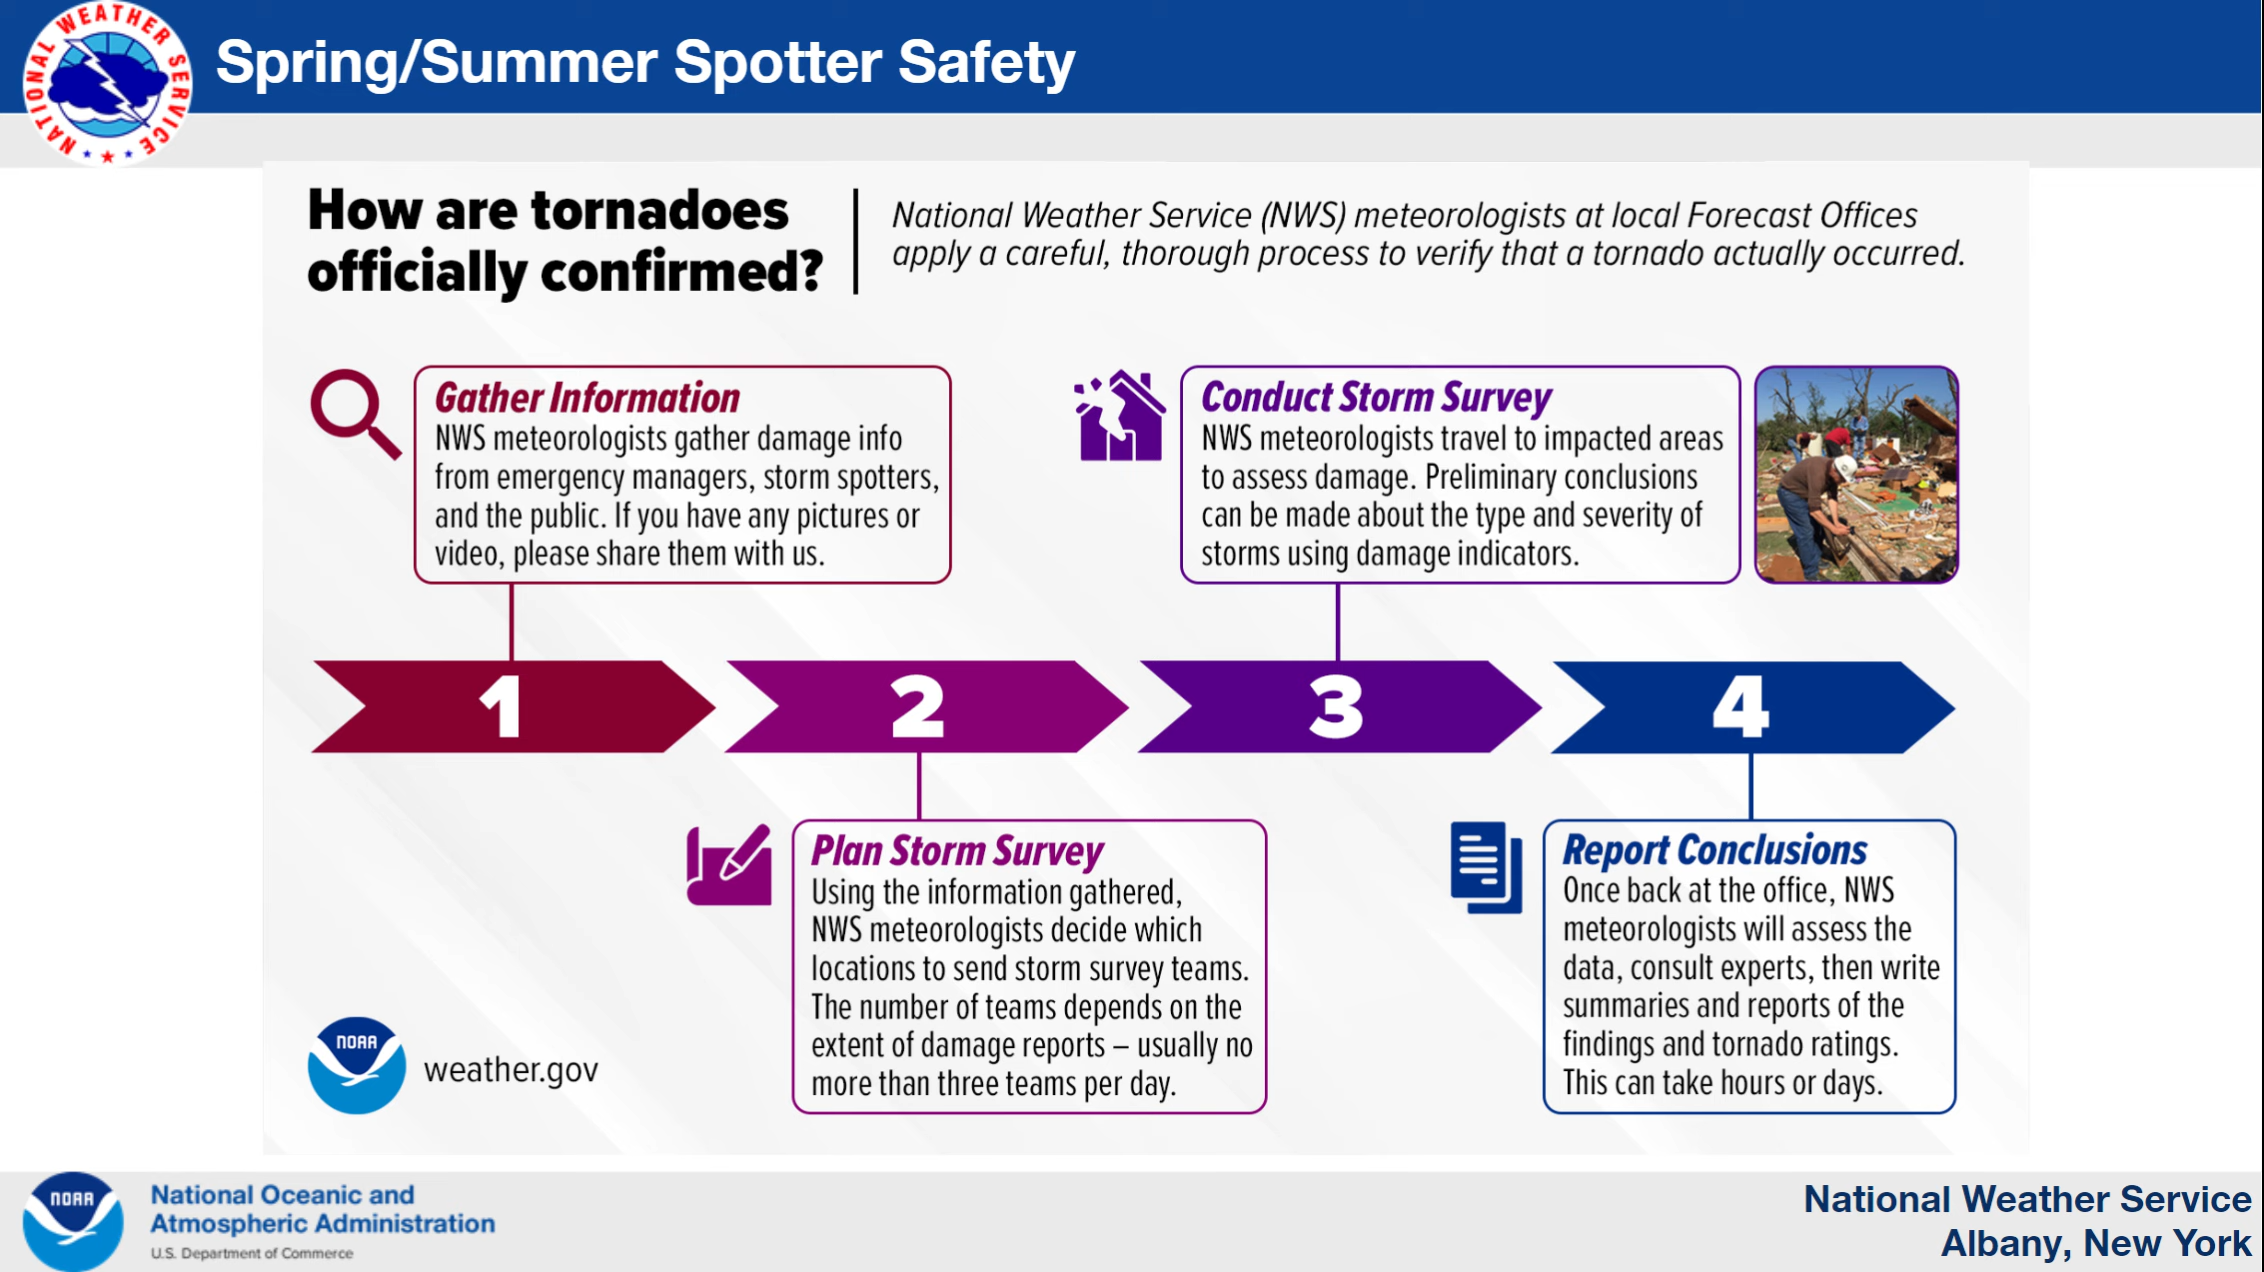 NATIONAL WEATHER SERVICE
Spring/Summer Spotter Safety
How are tornadoes
officially confirmed?
National Weather Service (NWS) meteorologists at local Forecast Offices
apply a careful, thorough process to verify that a tornado actually occurred.
Gather Information
NWS meteorologists gather damage info
from emergency managers, storm spotters,
and the public. If you have any pictures or
video, please share them with us.
Conduct Storm Survey
NWS meteorologists travel to impacted areas
to assess damage. Preliminary conclusions
can be made about the type and severity of
storms using damage indicators.
1
2
3
4
Plan Storm Survey
Using the information gathered,
NWS meteorologists decide which
locations to send storm survey teams.
The number of teams depends on the
extent of damage reports – usually no
more than three teams per day.
Report Conclusions
Once back at the office, NWS
meteorologists will assess the
data, consult experts, then write
summaries and reports of the
findings and tornado ratings.
This can take hours or days.
NOAA
weather.gov
NOAA
National Oceanic and
Atmospheric Administration
U.S. Department of Commerce
National Weather Service
Albany, New York